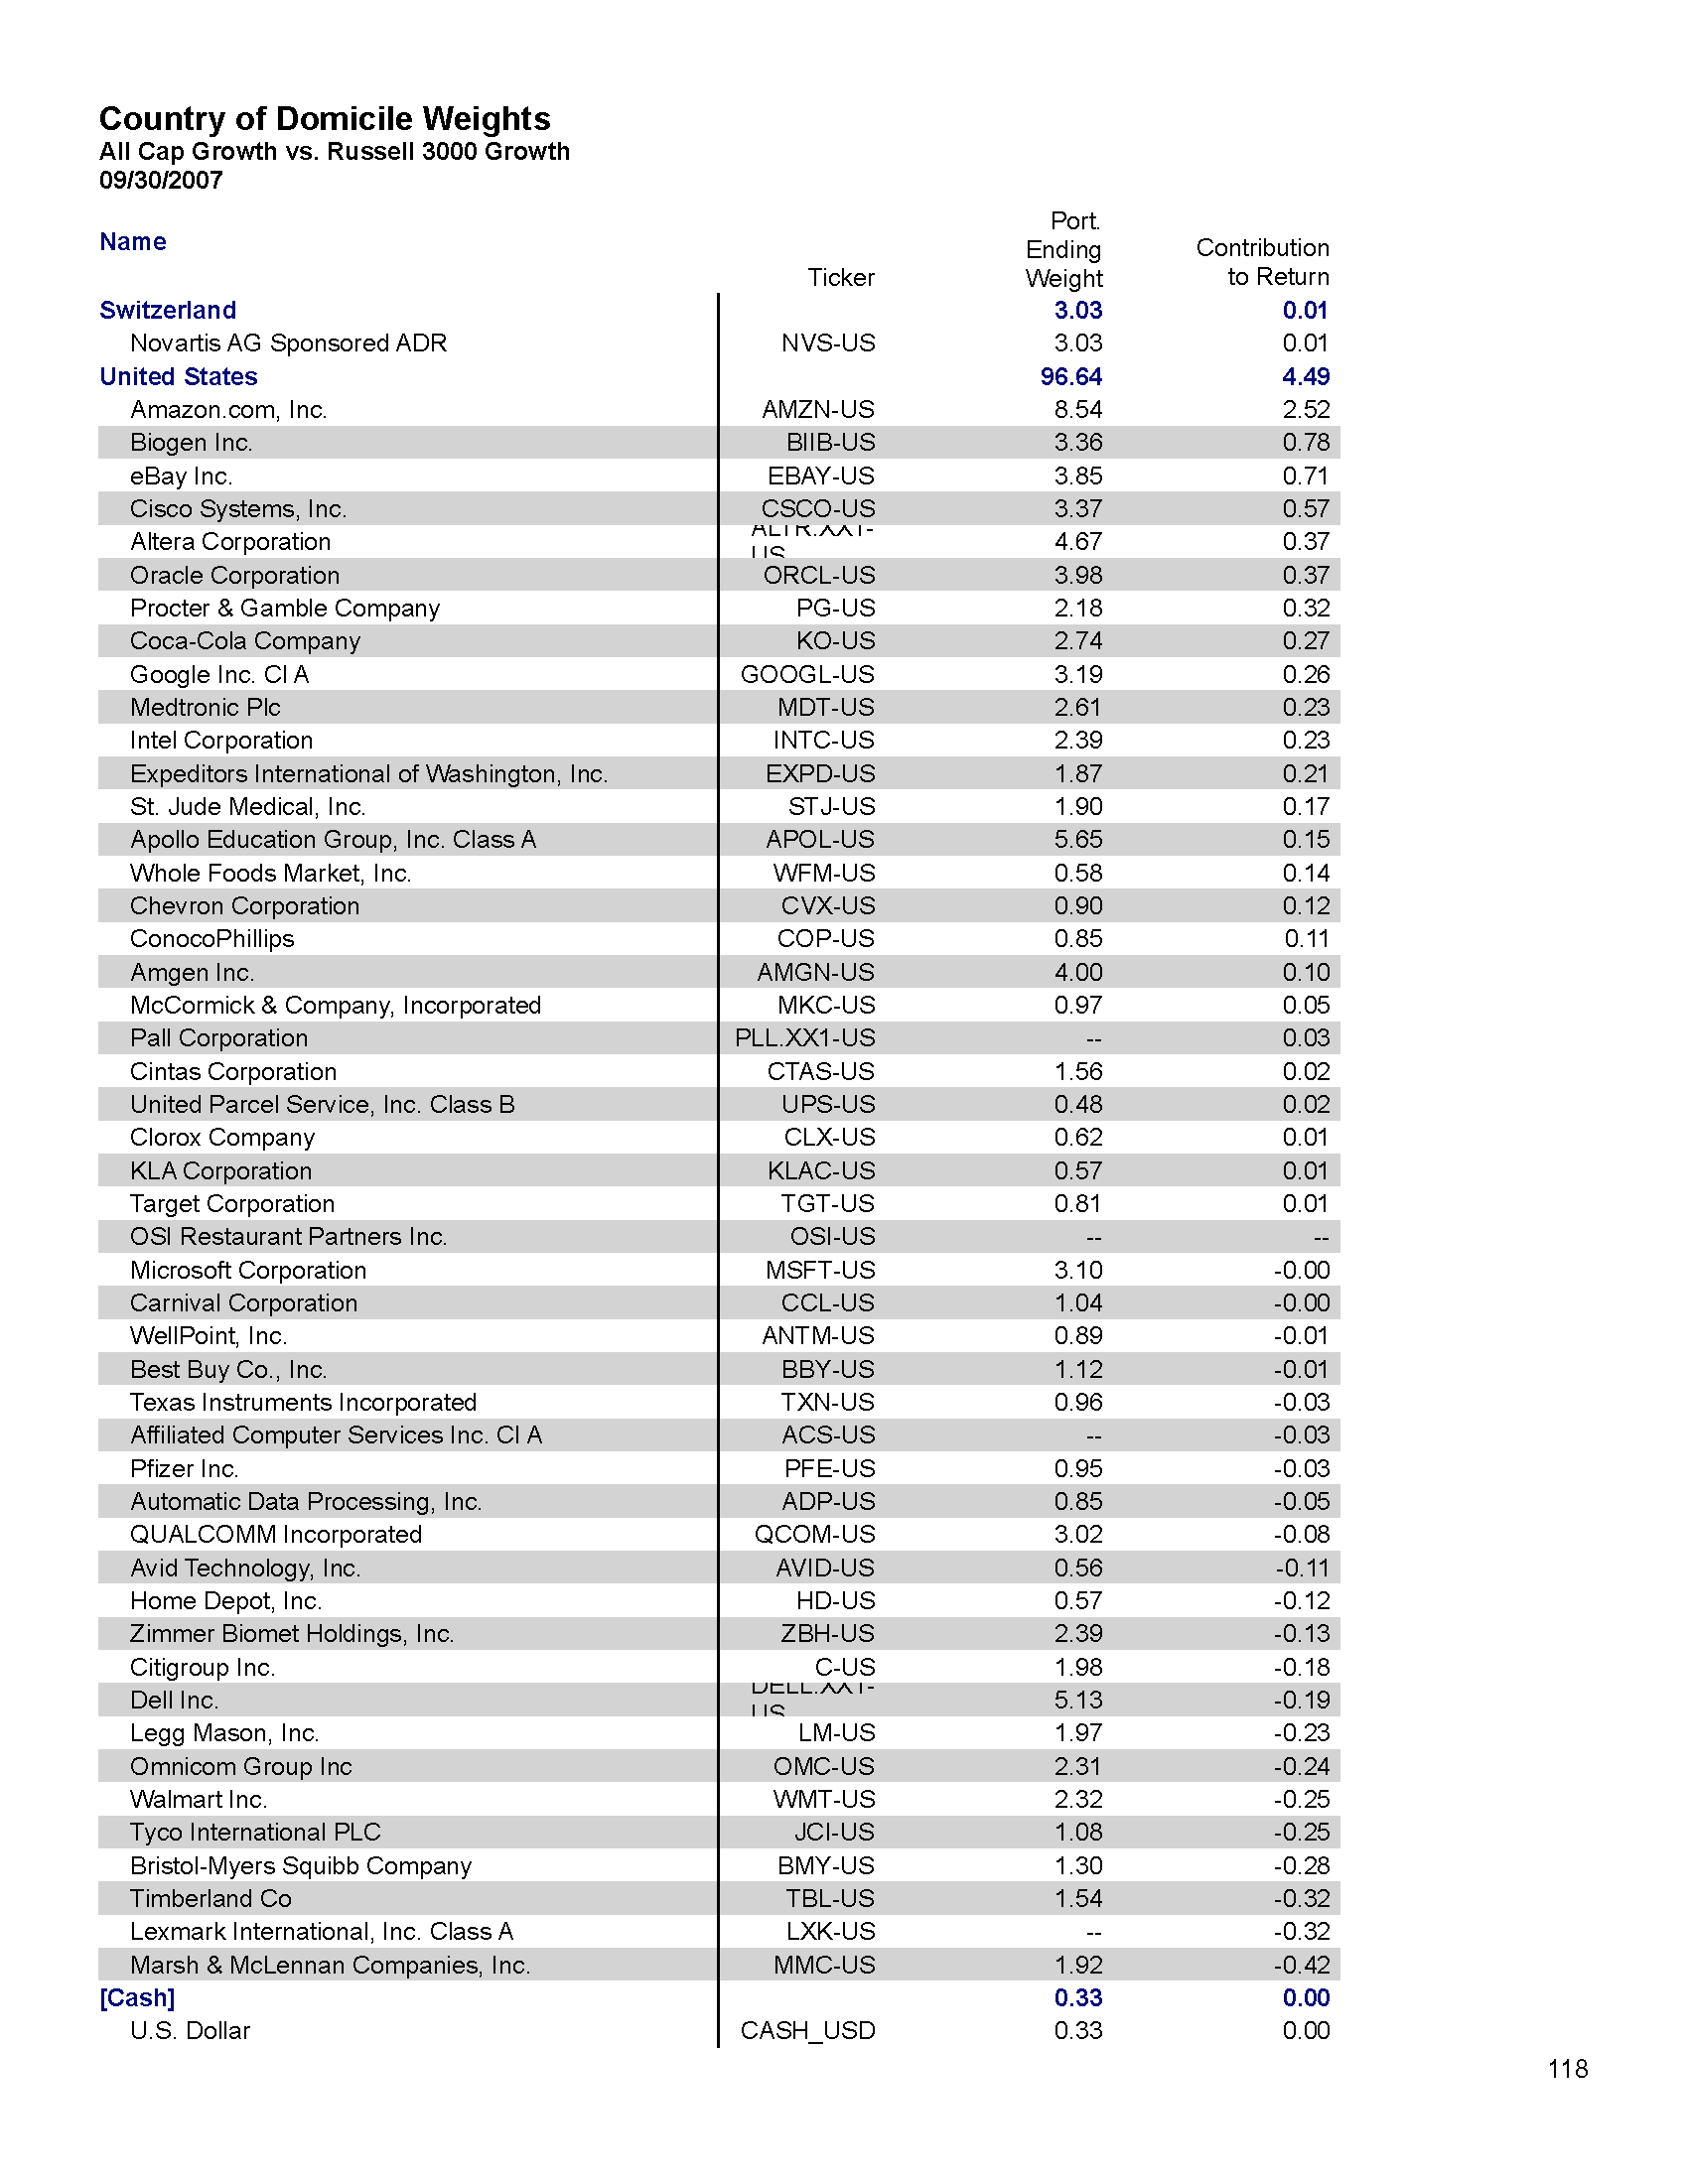 Country of Domicile Weights
All Cap Growth vs. Russell 3000 Growth
09/30/2007
Name Ticker Port. Ending Weight Contribution to Return
Switzerland 3.03 0.01
Novartis AG Sponsored ADR NVS-US 3.03 0.01
United States 96.64 4.49
Amazon.com, Inc. AMZN-US 8.54 2.52
Biogen Inc. BIIB-US 3.36 0.78
eBay Inc. EBAY-US 3.85 0.71
Cisco Systems, Inc. CSCO-US 3.37 0.57
Altera Corporation ALTR.XX1-US 4.67 0.37
Oracle Corporation ORCL-US 3.98 0.37
Procter & Gamble Company PG-US 2.18 0.32
Coca-Cola Company KO-US 2.74 0.27
Google Inc. Cl A GOOGL-US 3.19 0.26
Medtronic Plc MDT-US 2.61 0.23
Intel Corporation INTC-US 2.39 0.23
Expeditors International of Washington, Inc. EXPD-US 1.87 0.21
St. Jude Medical, Inc. STJ-US 1.90 0.17
Apollo Education Group, Inc. Class A APOL-US 5.65 0.15
Whole Foods Market, Inc. WFM-US 0.58 0.14
Chevron Corporation CVX-US 0.90 0.12
ConocoPhillips COP-US 0.85 0.11
Amgen Inc. AMGN-US 4.00 0.10
McCormick & Company, Incorporated MKC-US 0.97 0.05
Pall Corporation PLL.XX1-US -- 0.03
Cintas Corporation CTAS-US 1.56 0.02
United Parcel Service, Inc. Class B UPS-US 0.48 0.02
Clorox Company CLX-US 0.62 0.01
KLA Corporation KLAC-US 0.57 0.01
Target Corporation TGT-US 0.81 0.01
OSI Restaurant Partners Inc. OSI-US -- --
Microsoft Corporation MSFT-US 3.10 -0.00
Carnival Corporation CCL-US 1.04 -0.00
WellPoint, Inc. ANTM-US 0.89 -0.01
Best Buy Co., Inc. BBY-US 1.12 -0.01
Texas Instruments Incorporated TXN-US 0.96 -0.03
Affiliated Computer Services Inc. Cl A ACS-US -- -0.03
Pfizer Inc. PFE-US 0.95 -0.03
Automatic Data Processing, Inc. ADP-US 0.85 -0.05
QUALCOMM Incorporated QCOM-US 3.02 -0.08
Avid Technology, Inc. AVID-US 0.56 -0.11
Home Depot, Inc. HD-US 0.57 -0.12
Zimmer Biomet Holdings, Inc. ZBH-US 2.39 -0.13
Citigroup Inc. C-US 1.98 -0.18
Dell Inc. DELL.XX1-US 5.13 -0.19
Legg Mason, Inc. LM-US 1.97 -0.23
Omnicom Group Inc OMC-US 2.31 -0.24
Walmart Inc. WMT-US 2.32 -0.25
Tyco International PLC JCI-US 1.08 -0.25
Bristol-Myers Squibb Company BMY-US 1.30 -0.28
Timberland Co TBL-US 1.54 -0.32
Lexmark International, Inc. Class A LXK-US -- -0.32
Marsh & McLennan Companies, Inc. MMC-US 1.92 -0.42
[Cash] 0.33 0.00
U.S. Dollar CASH_USD 0.33 0.00
118